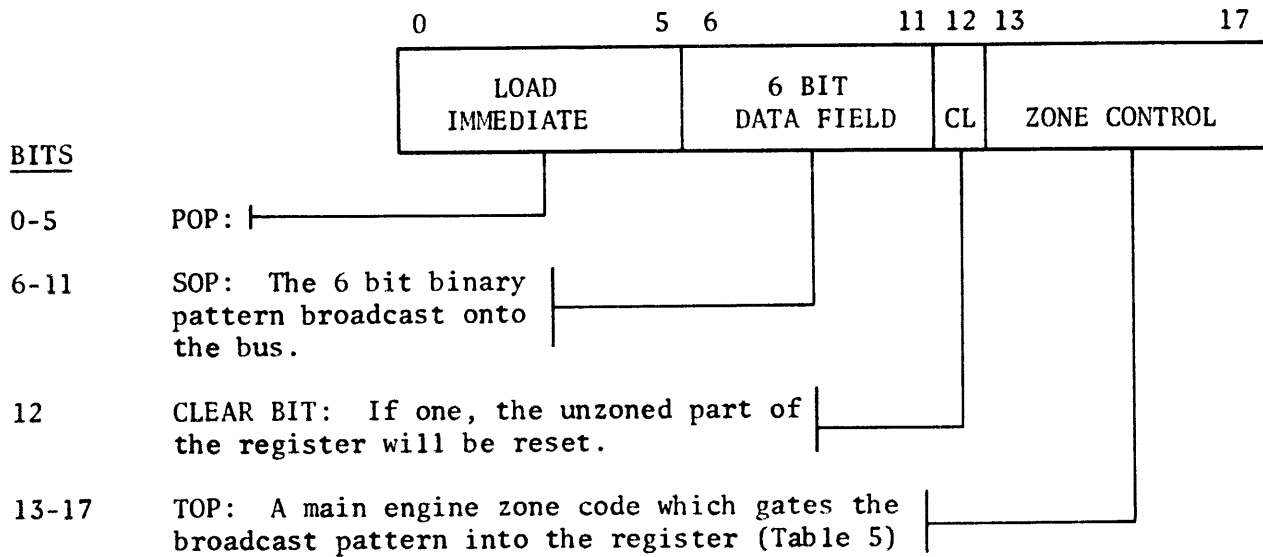 0 5 6 11 12 13 17
LOAD IMMEDIATE
6 BIT DATA FIELD
CL
ZONE CONTROL
BITS
0-5 POP:
6-11 SOP: The 6 bit binary
pattern broadcast onto
the bus.
12 CLEAR BIT: If one, the unzoned part of
the register will be reset.
13-17 TOP: A main engine zone code which gates the
broadcast pattern into the register (Table 5)